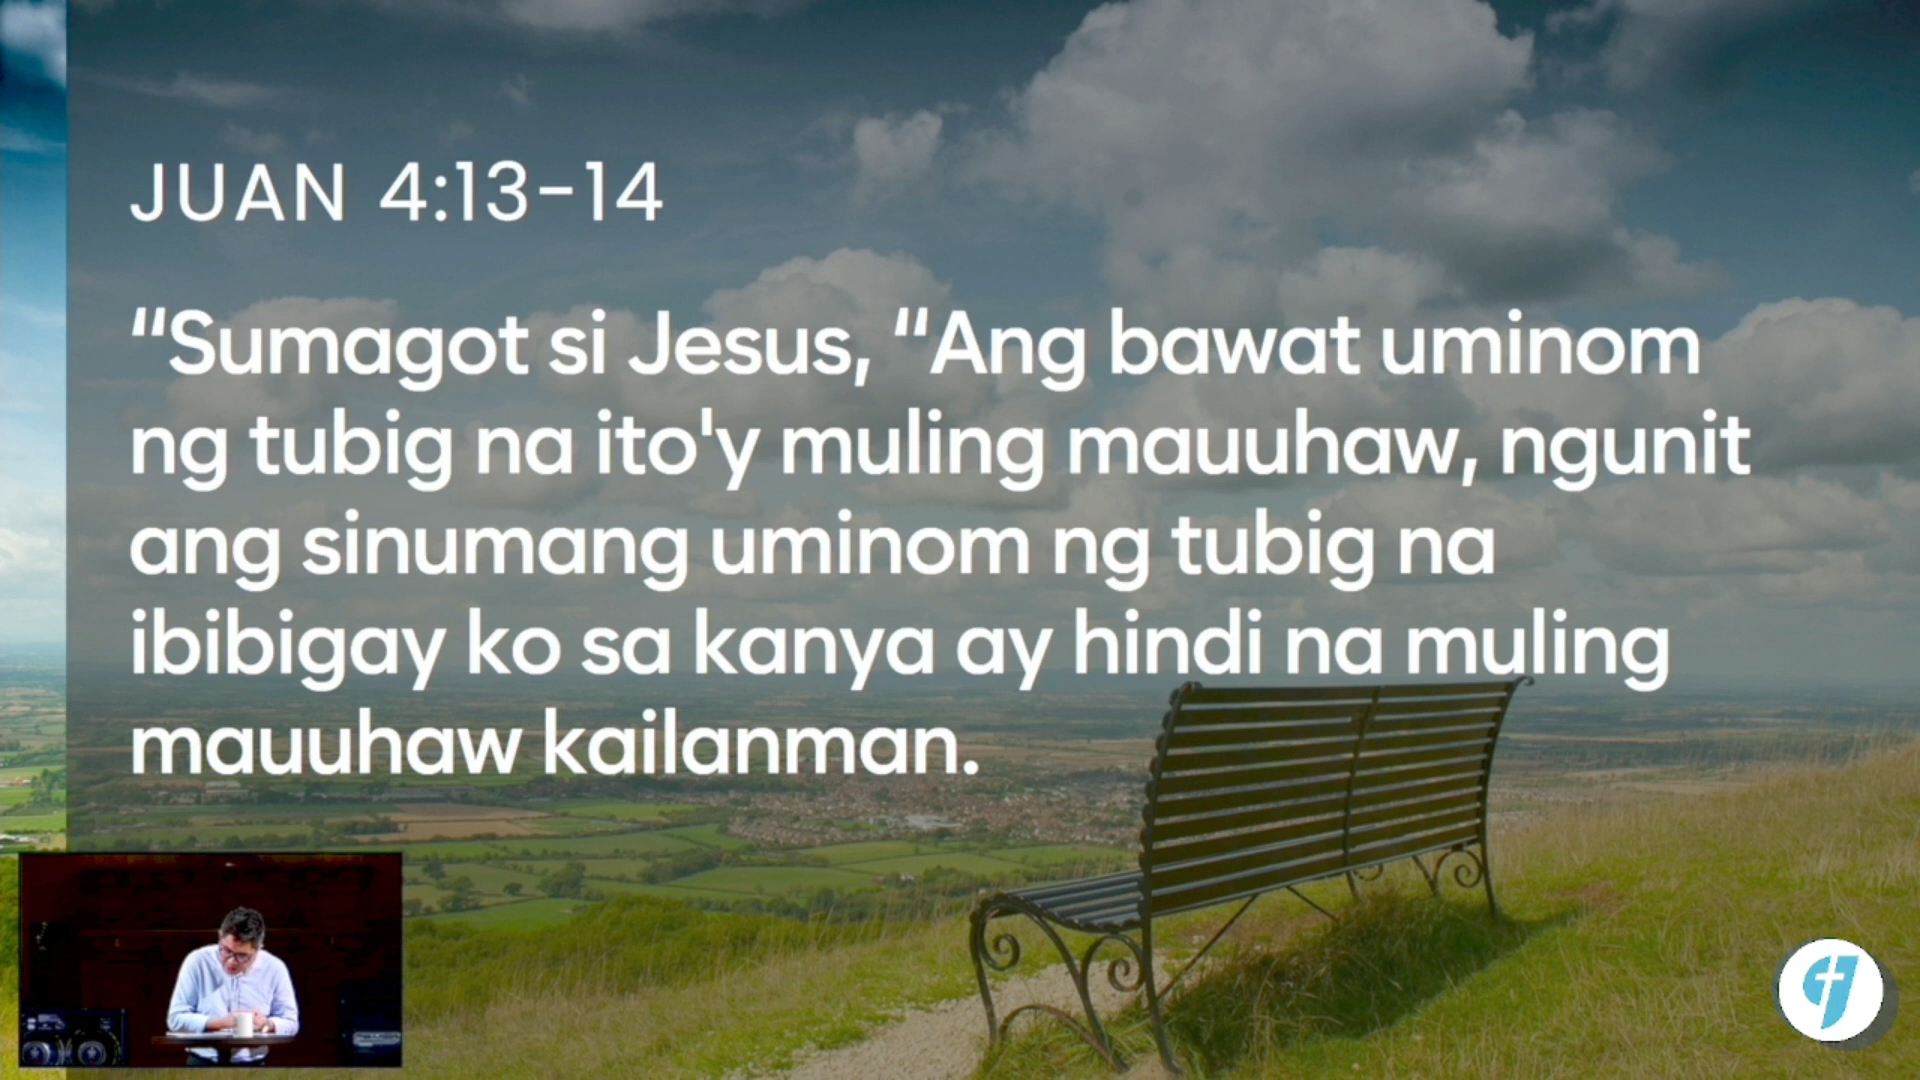 JUAN 4:13-14
“Sumagot si Jesus, “Ang bawat uminom
ng tubig na ito'y muling mauuhaw, ngunit
ang sinumang uminom ng tubig na
ibibigay ko sa kanya ay hindi na muling
mauuhaw kailanman.